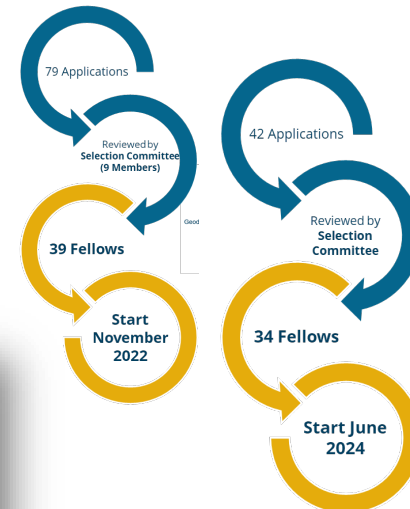 79 Applications
Reviewed by
Selection Committee
(9 Members)
39 Fellows
Start
November
2022
Geod
42 Applications
Reviewed by
Selection
Committee
34 Fellows
Start June
2024